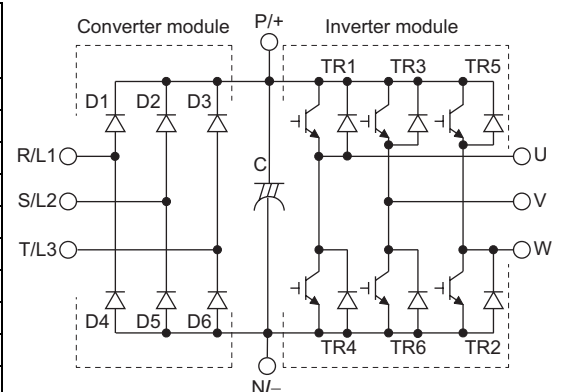 Converter module
P/+
Inverter module
TR1 TR3 TR5
D1 D2 D3
R/L1
U
C
S/L2
V
T/L3
W
D4 D5 D6
TR4 TR6 TR2
N/−